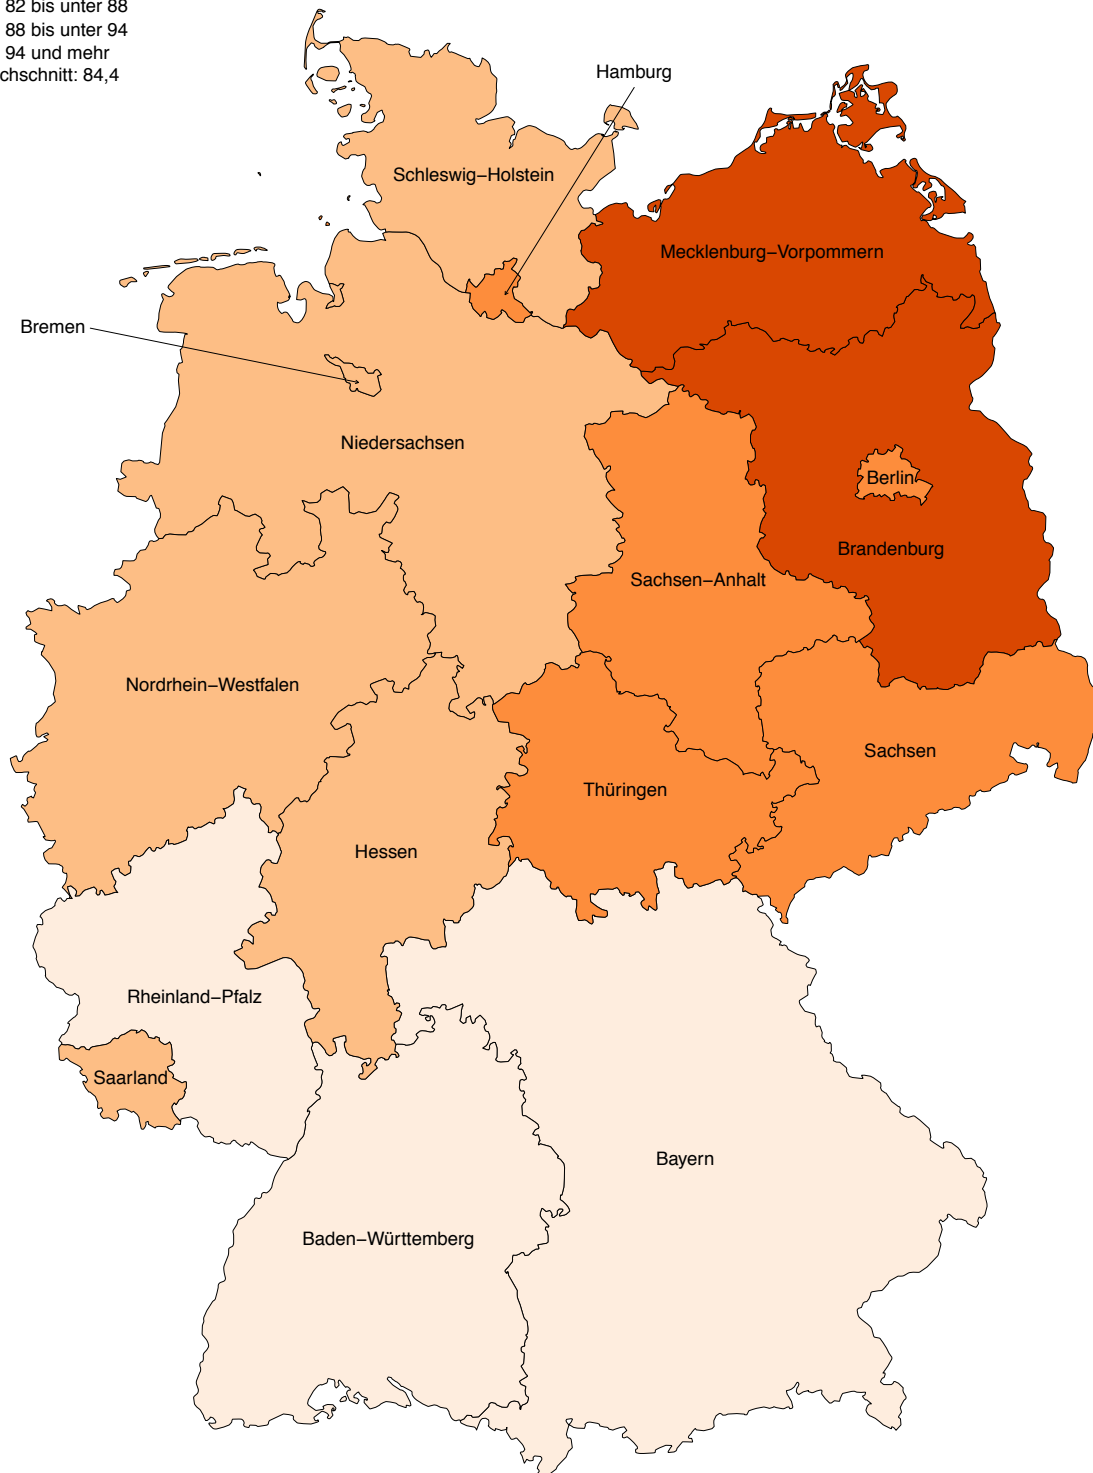 82 bis unter 88
88 bis unter 94
94 und mehr
chschnitt: 84,4
Hamburg
Schleswig−Holstein
Mecklenburg−Vorpommern
Bremen
Niedersachsen
Berlin
Brandenburg
Sachsen−Anhalt
Nordrhein−Westfalen
Sachsen
Thüringen
Hessen
Rheinland−Pfalz
Saarland
Bayern
Baden−Württemberg